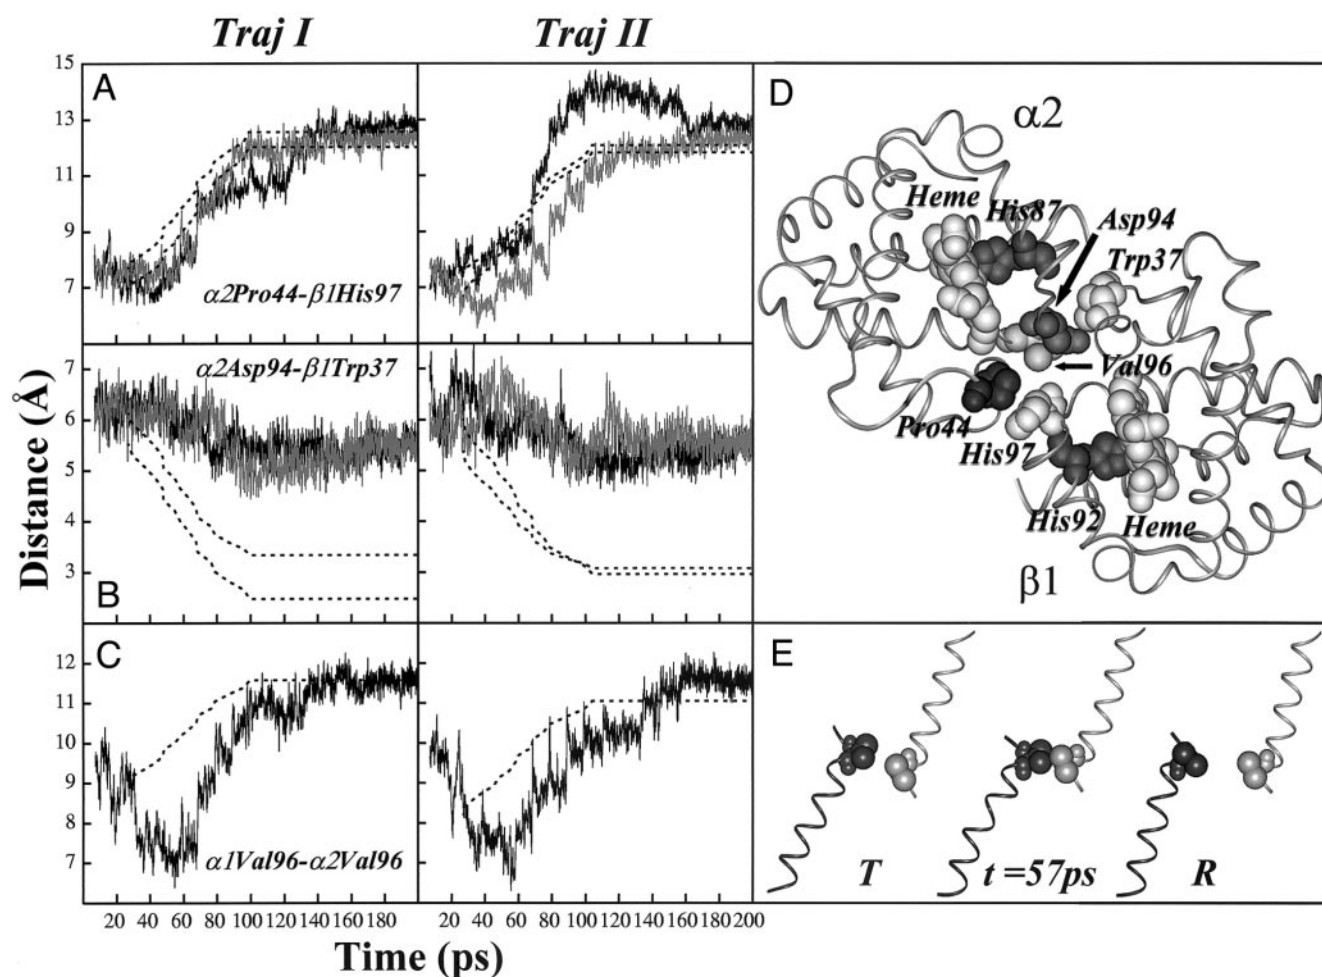 Traj I Traj II
Distance (Å)
A
15
13
11
9
7
α2Pro44-β1His97
B
7
6
5
4
3
α2Asp94-β1Trp37
C
12
11
10
9
8
7
α1Val96-α2Val96
20 40 60 80 100 120 140 160 180 20 40 60 80 100 120 140 160 180 200
Time (ps)
D
α2
Heme
His87
Asp94
Trp37
Val96
Pro44
His97
His92
Heme
β1
E
T t =57ps R